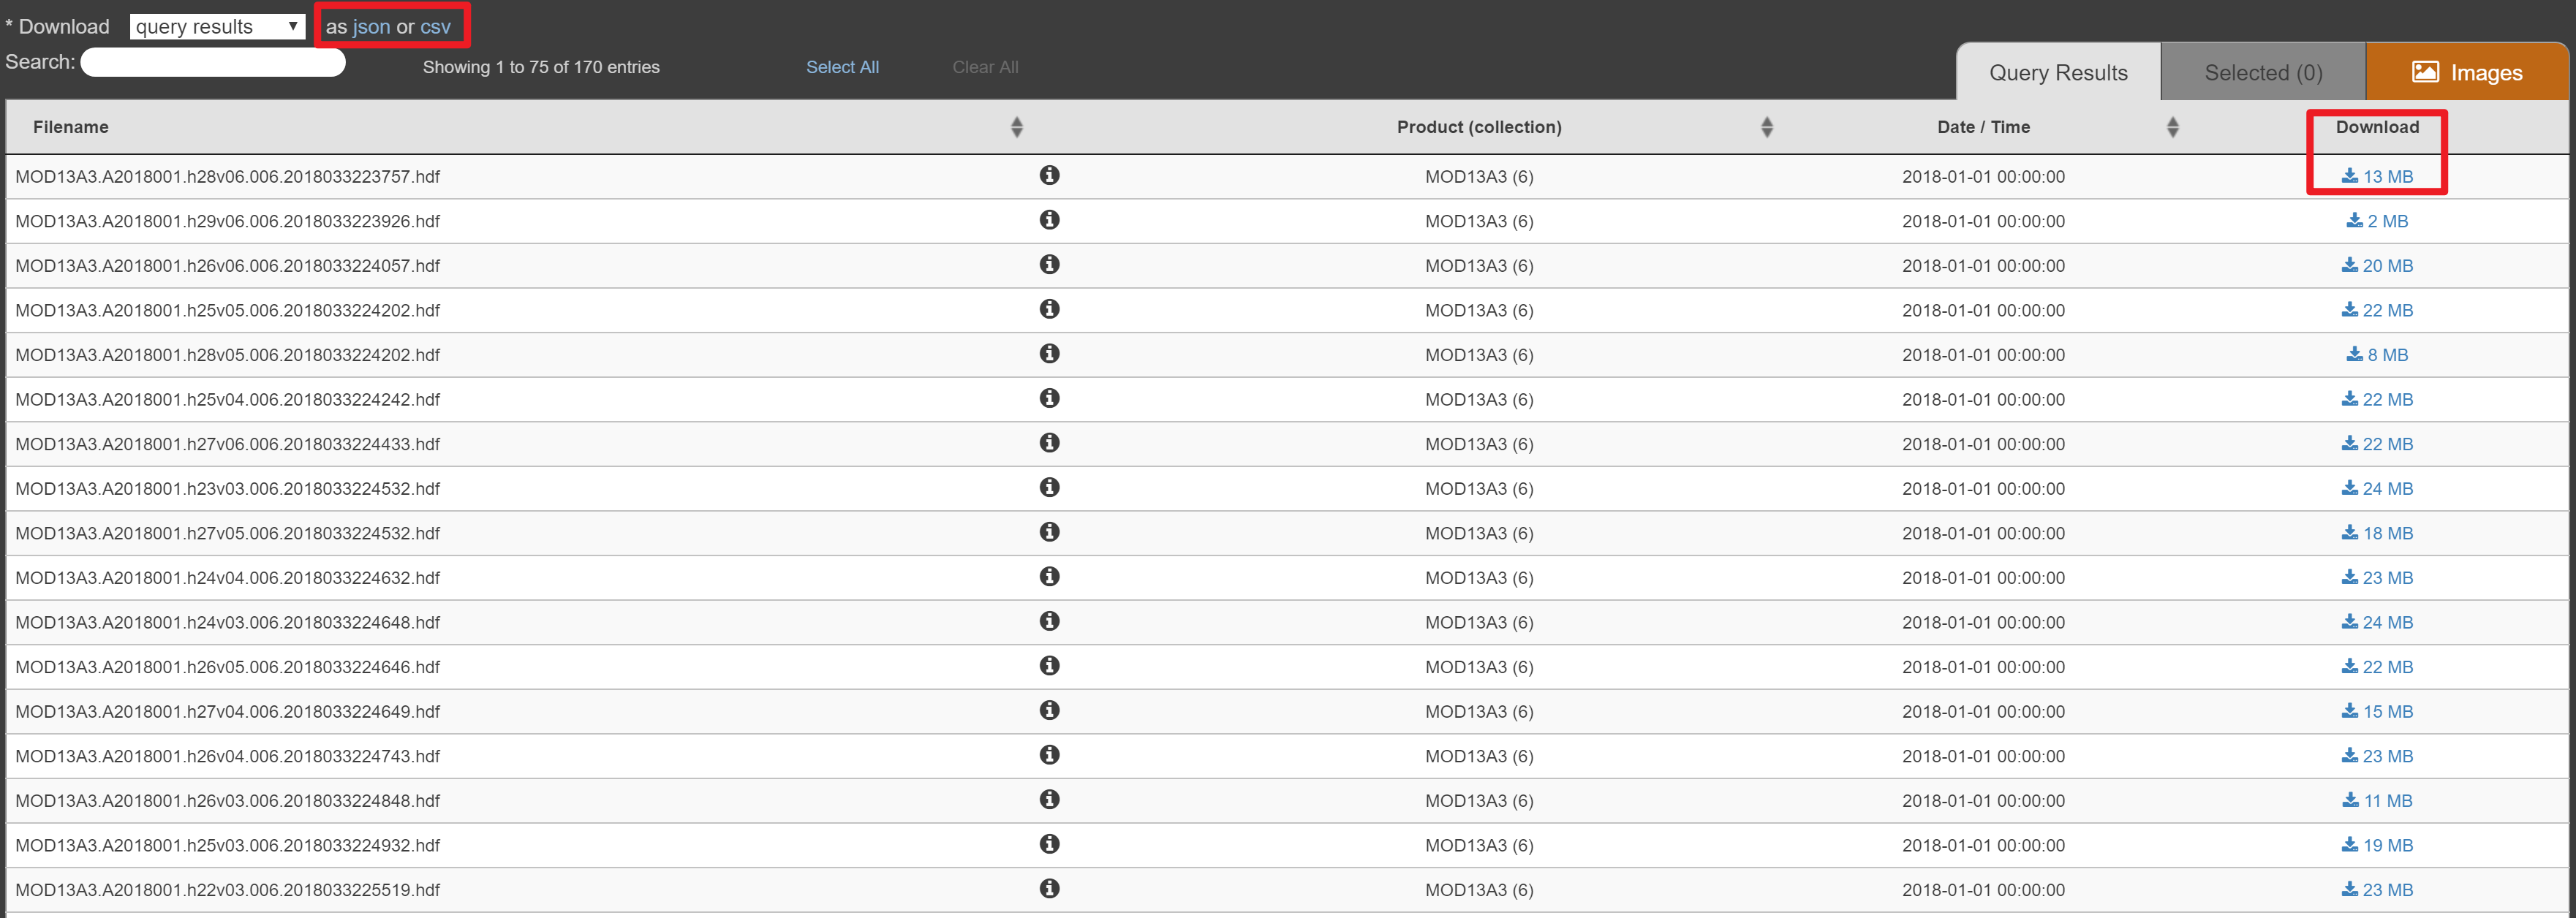 * Download query results as json or csv
Search: Showing 1 to 75 of 170 entries Select All Clear All
Query Results Selected (0) Images
Filename Product (collection) Date / Time Download
MOD13A3.A2018001.h28v06.006.2018033223757.hdf MOD13A3 (6) 2018-01-01 00:00:00 13 MB
MOD13A3.A2018001.h29v06.006.2018033223926.hdf MOD13A3 (6) 2018-01-01 00:00:00 2 MB
MOD13A3.A2018001.h26v06.006.2018033224057.hdf MOD13A3 (6) 2018-01-01 00:00:00 20 MB
MOD13A3.A2018001.h25v05.006.2018033224202.hdf MOD13A3 (6) 2018-01-01 00:00:00 22 MB
MOD13A3.A2018001.h28v05.006.2018033224202.hdf MOD13A3 (6) 2018-01-01 00:00:00 8 MB
MOD13A3.A2018001.h25v04.006.2018033224242.hdf MOD13A3 (6) 2018-01-01 00:00:00 22 MB
MOD13A3.A2018001.h27v06.006.2018033224433.hdf MOD13A3 (6) 2018-01-01 00:00:00 22 MB
MOD13A3.A2018001.h23v03.006.2018033224532.hdf MOD13A3 (6) 2018-01-01 00:00:00 24 MB
MOD13A3.A2018001.h27v05.006.2018033224532.hdf MOD13A3 (6) 2018-01-01 00:00:00 18 MB
MOD13A3.A2018001.h24v04.006.2018033224632.hdf MOD13A3 (6) 2018-01-01 00:00:00 23 MB
MOD13A3.A2018001.h24v03.006.2018033224648.hdf MOD13A3 (6) 2018-01-01 00:00:00 24 MB
MOD13A3.A2018001.h26v05.006.2018033224646.hdf MOD13A3 (6) 2018-01-01 00:00:00 22 MB
MOD13A3.A2018001.h27v04.006.2018033224649.hdf MOD13A3 (6) 2018-01-01 00:00:00 15 MB
MOD13A3.A2018001.h26v04.006.2018033224743.hdf MOD13A3 (6) 2018-01-01 00:00:00 23 MB
MOD13A3.A2018001.h26v03.006.2018033224848.hdf MOD13A3 (6) 2018-01-01 00:00:00 11 MB
MOD13A3.A2018001.h25v03.006.2018033224932.hdf MOD13A3 (6) 2018-01-01 00:00:00 19 MB
MOD13A3.A2018001.h22v03.006.2018033225519.hdf MOD13A3 (6) 2018-01-01 00:00:00 23 MB